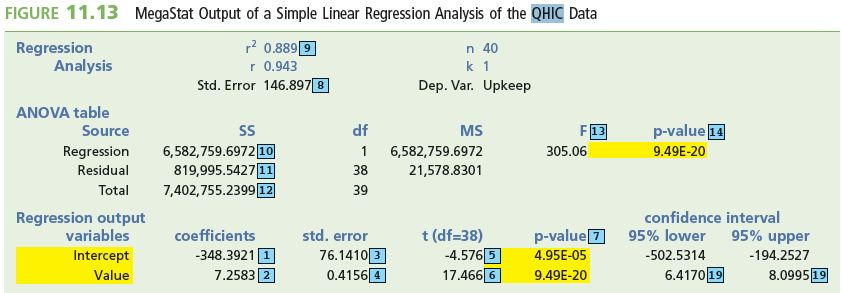 FIGURE 11.13 MegaStat Output of a Simple Linear Regression Analysis of the QHIC Data
Regression r² 0.889 9 n 40
Analysis r 0.943 k 1
Std. Error 146.897 8 Dep. Var. Upkeep
ANOVA table
Source SS df MS F 13 p-value 14
Regression 6,582,759.6972 10 1 6,582,759.6972 305.06 9.49E-20
Residual 819,995.5427 11 38 21,578.8301
Total 7,402,755.2399 12 39
Regression output confidence interval
variables coefficients std. error t (df=38) p-value 7 95% lower 95% upper
Intercept -348.3921 1 76.1410 3 -4.576 5 4.95E-05 -502.5314 -194.2527
Value 7.2583 2 0.4156 4 17.466 6 9.49E-20 6.4170 19 8.0995 19